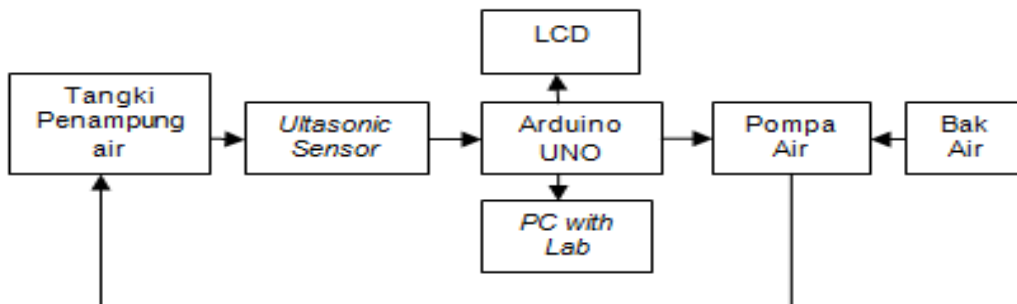 LCD
Tangki
Penampung
air
Ultasonic
Sensor
Arduino
UNO
Pompa
Air
Bak
Air
PC with
Lab